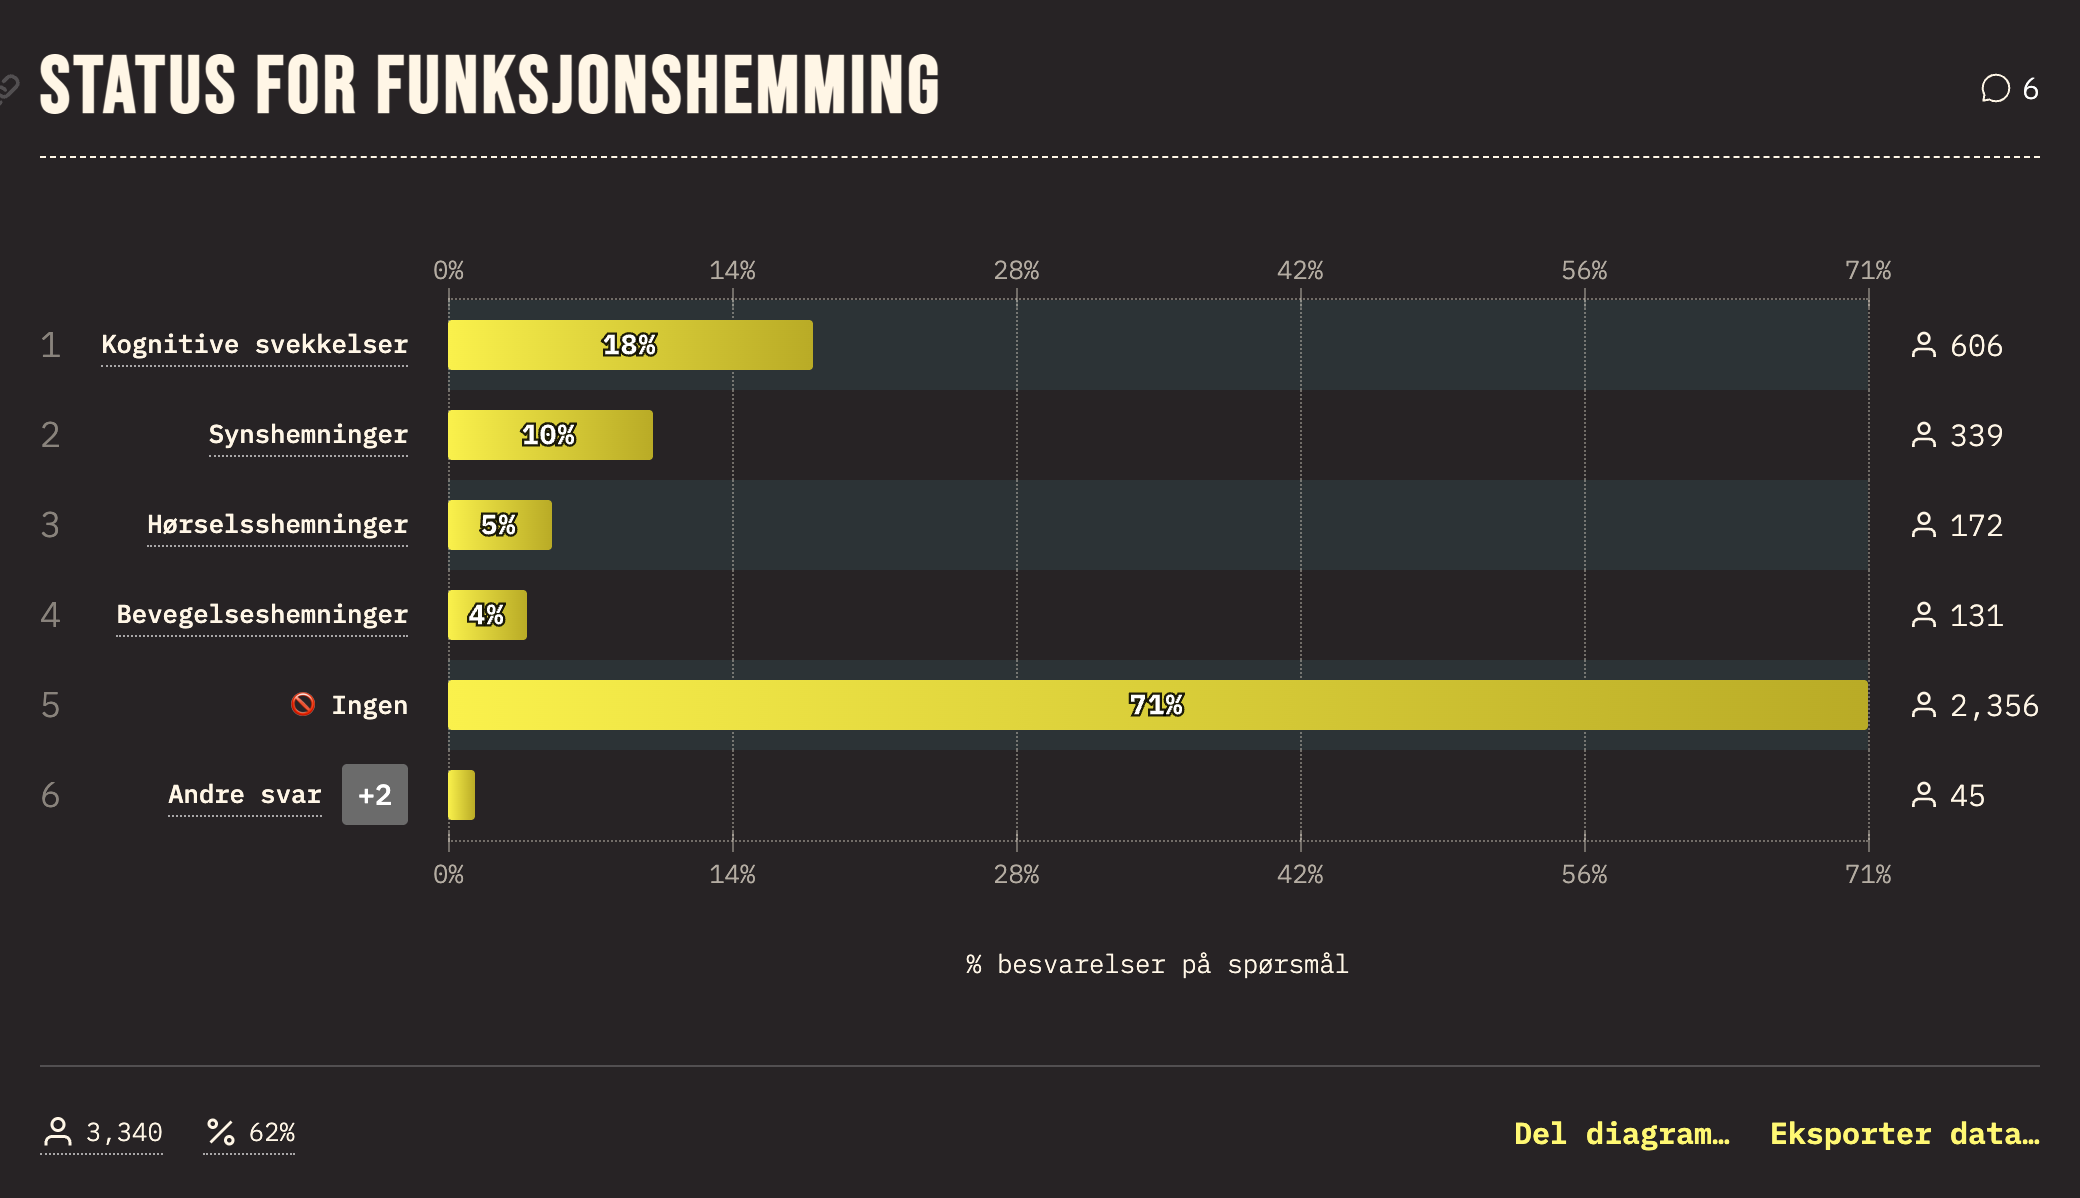 STATUS FOR FUNKSJONSHEMMING
6
0% 14% 28% 42% 56% 71%
1 Kognitive svekkelser 18% 606
2 Synshemninger 10% 339
3 Hørselsshemninger 5% 172
4 Bevegelseshemninger 4% 131
5 Ingen 71% 2,356
6 Andre svar +2 45
0% 14% 28% 42% 56% 71%
% besvarelser på spørsmål
3,340 62% Del diagram… Eksporter data…